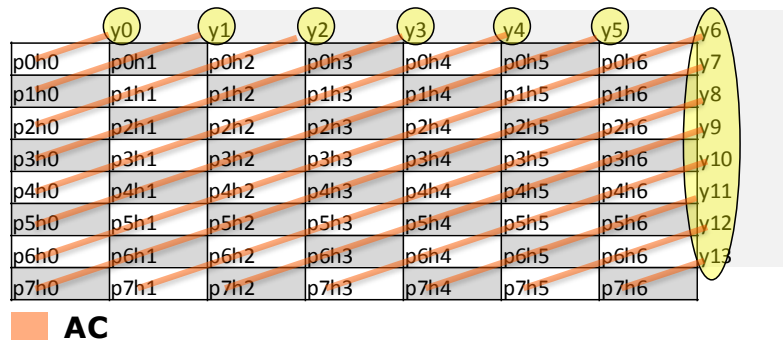 y0 y1 y2 y3 y4 y5 y6
p0h0 p0h1 p0h2 p0h3 p0h4 p0h5 p0h6 y7
p1h0 p1h1 p1h2 p1h3 p1h4 p1h5 p1h6 y8
p2h0 p2h1 p2h2 p2h3 p2h4 p2h5 p2h6 y9
p3h0 p3h1 p3h2 p3h3 p3h4 p3h5 p3h6 y10
p4h0 p4h1 p4h2 p4h3 p4h4 p4h5 p4h6 y11
p5h0 p5h1 p5h2 p5h3 p5h4 p5h5 p5h6 y12
p6h0 p6h1 p6h2 p6h3 p6h4 p6h5 p6h6 y13
p7h0 p7h1 p7h2 p7h3 p7h4 p7h5 p7h6
AC